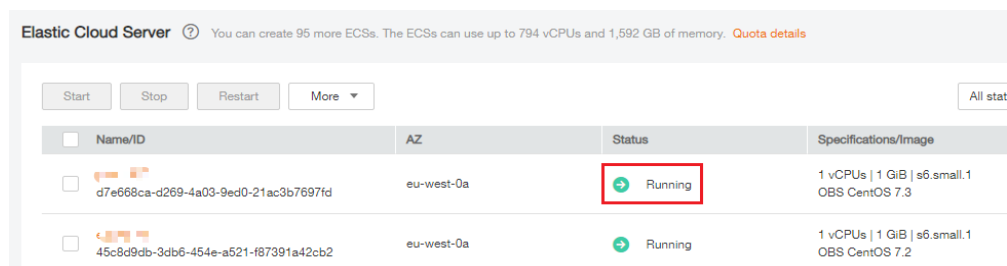 Elastic Cloud Server ? You can create 95 more ECSs. The ECSs can use up to 794 vCPUs and 1,592 GB of memory. Quota details
Start Stop Restart More All stat
Name/ID AZ Status Specifications/Image
d7e668ca-d269-4a03-9ed0-21ac3b7697fd eu-west-0a Running 1 vCPUs | 1 GiB | s6.small.1
OBS CentOS 7.3
45c8d9db-3db6-454e-a521-f87391a42cb2 eu-west-0a Running 1 vCPUs | 1 GiB | s6.small.1
OBS CentOS 7.2